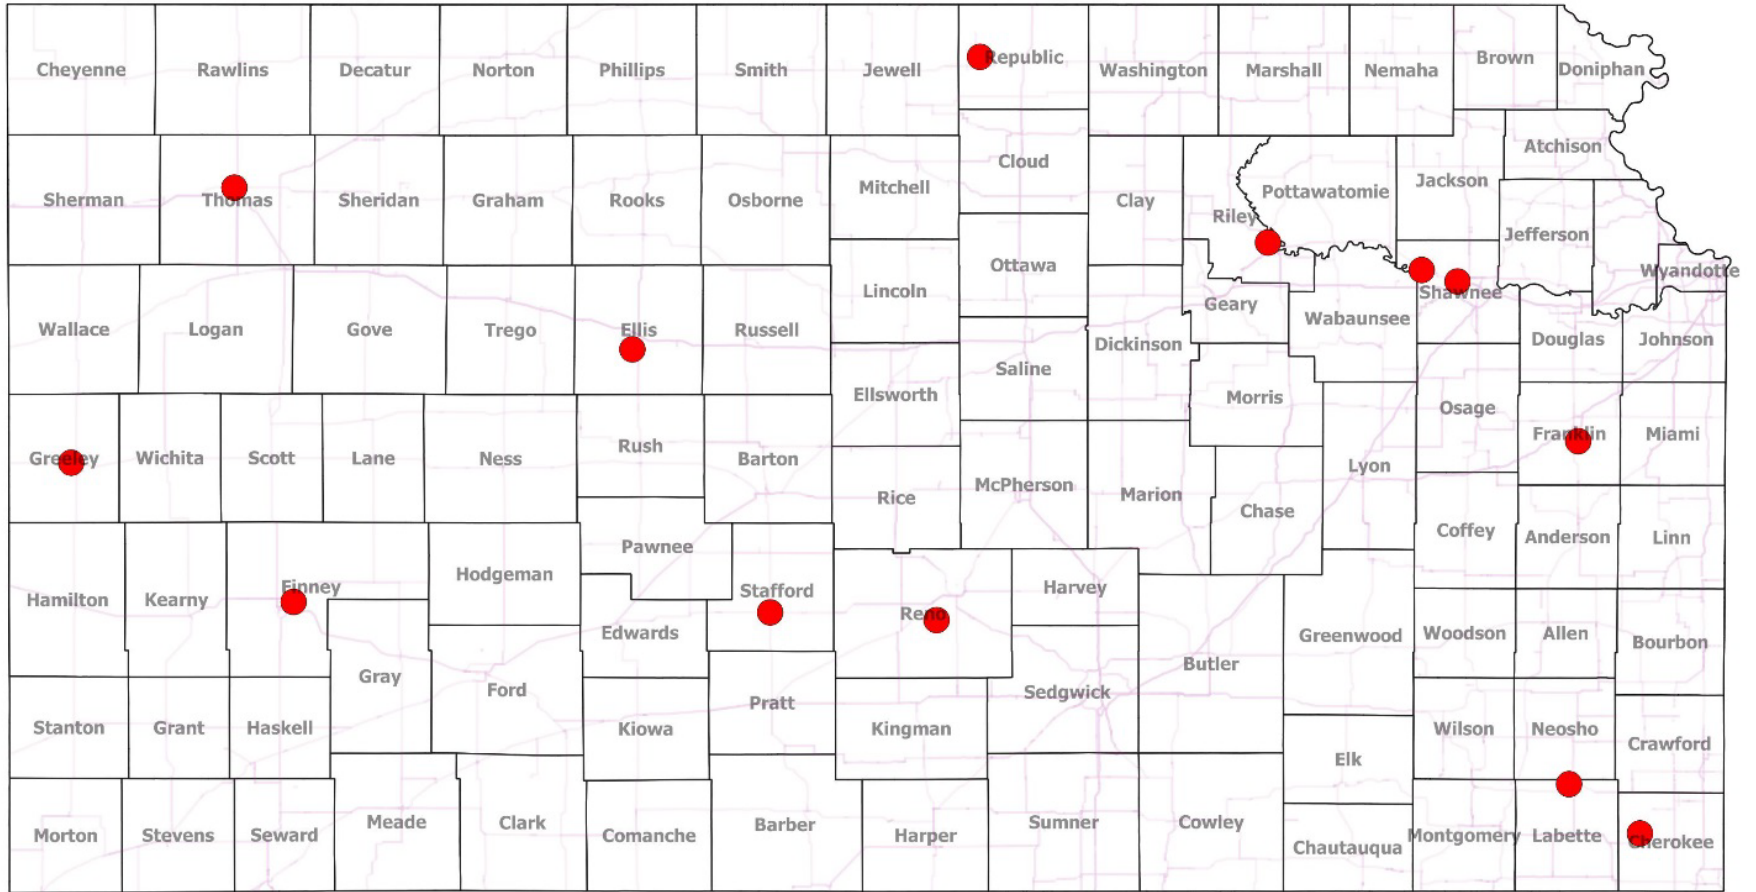 Cheyenne
Rawlins
Decatur
Norton
Phillips
Smith
Jewell
Republic
Washington
Marshall
Nemaha
Brown
Doniphan
Sherman
Thomas
Sheridan
Graham
Rooks
Osborne
Mitchell
Cloud
Clay
Riley
Pottawatomie
Jackson
Atchison
Jefferson
Wyandotte
Wallace
Logan
Gove
Trego
Ellis
Russell
Lincoln
Ottawa
Saline
Dickinson
Geary
Wabaunsee
Shawnee
Douglas
Johnson
Greeley
Wichita
Scott
Lane
Ness
Rush
Barton
Ellsworth
Rice
McPherson
Marion
Morris
Chase
Lyon
Osage
Franklin
Miami
Coffey
Anderson
Linn
Hamilton
Kearny
Finney
Hodgeman
Pawnee
Stafford
Edwards
Reno
Harvey
Butler
Greenwood
Woodson
Allen
Bourbon
Stanton
Grant
Haskell
Gray
Ford
Kiowa
Pratt
Kingman
Sedgwick
Elk
Wilson
Neosho
Crawford
Morton
Stevens
Seward
Meade
Clark
Comanche
Barber
Harper
Sumner
Cowley
Chautauqua
Montgomery
Labette
Cherokee